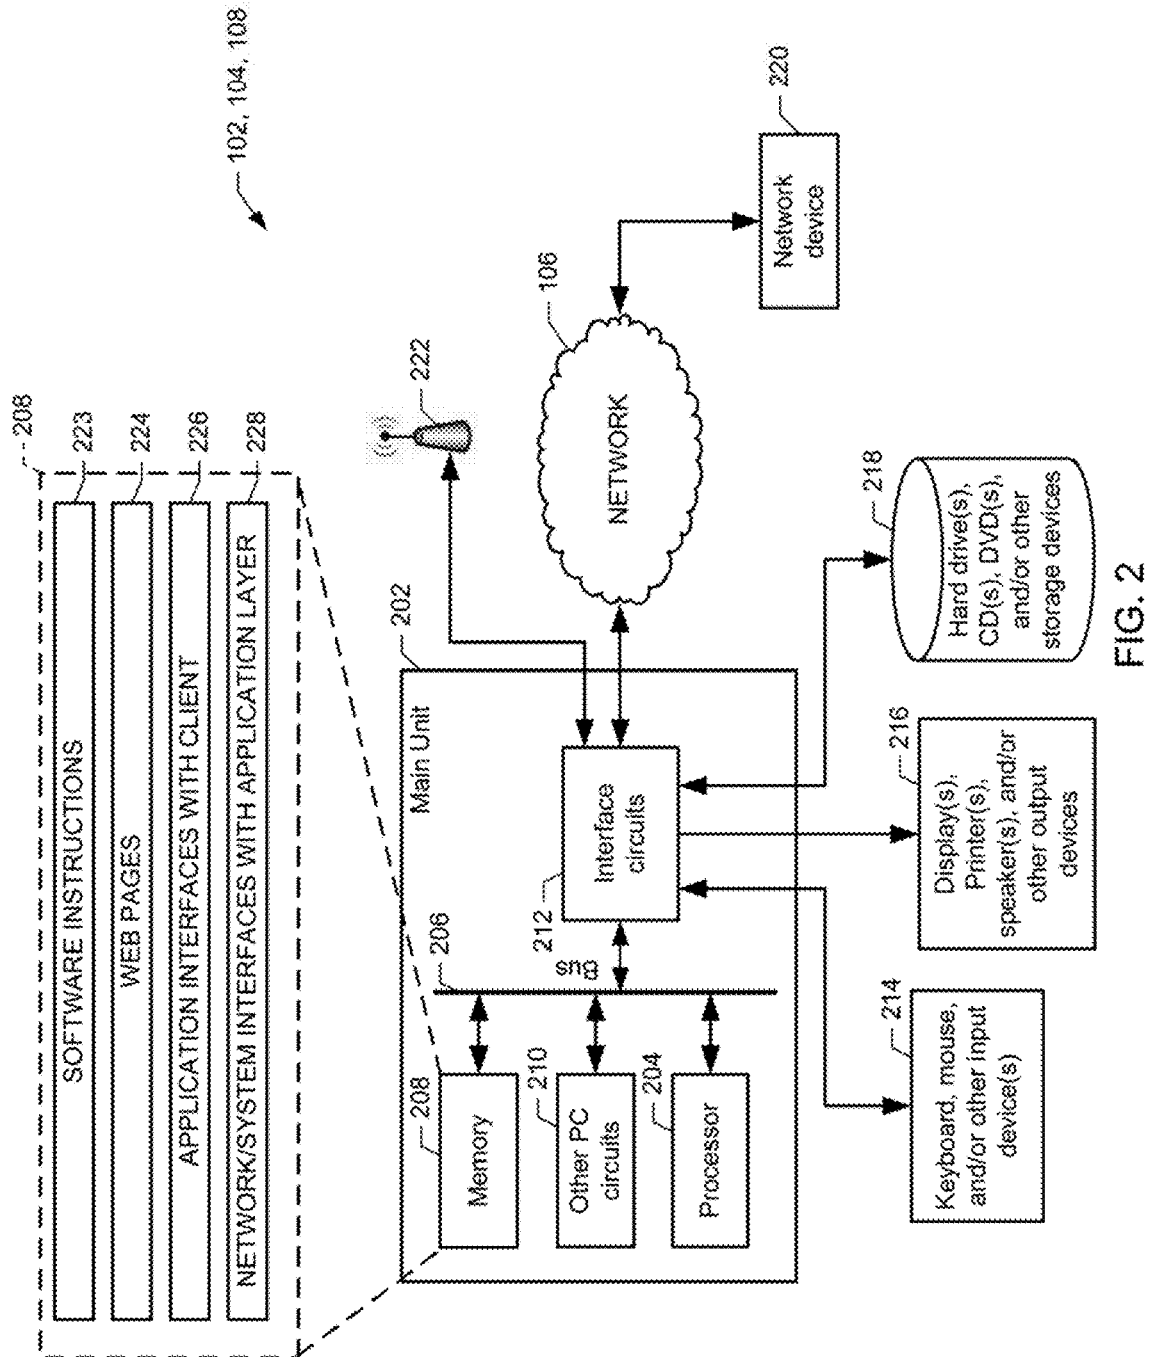 102, 104, 108
208
SOFTWARE INSTRUCTIONS
223
WEB PAGES
224
APPLICATION INTERFACES WITH CLIENT
226
NETWORK/SYSTEM INTERFACES WITH APPLICATION LAYER
228
222
202
Main Unit
208
Memory
210
Other PC
circuits
204
Processor
206
Bus
212
Interface
circuits
106
NETWORK
220
Network
device
214
Keyboard, mouse,
and/or other input
device(s)
216
Display(s),
Printer(s),
speaker(s), and/or
other output
devices
218
Hard drive(s),
CD(s), DVD(s),
and/or other
storage devices
FIG. 2